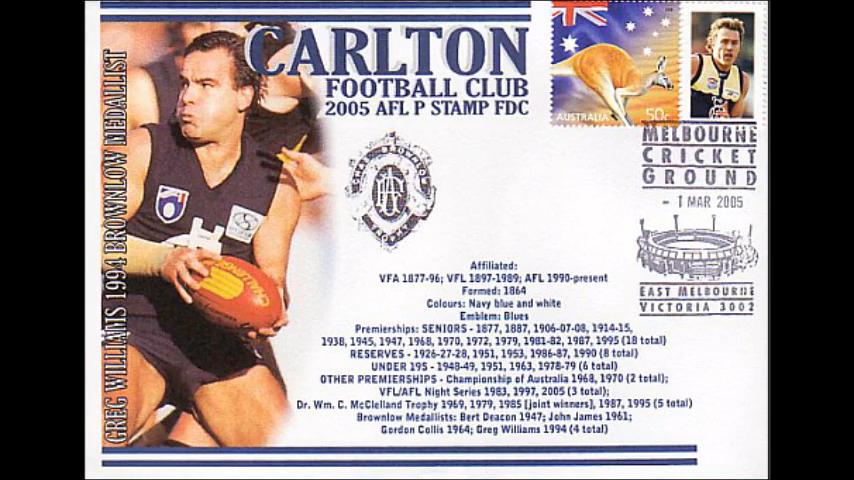 CARLTON
FOOTBALL CLUB
2005 AFL P STAMP FDC
GREG WILLIAMS 1994 BROWNLOW MEDALLIST
AUSTRALIA 50c
MELBOURNE
CRICKET
GROUND
- 1 MAR 2005
EAST MELBOURNE
VICTORIA 3002
CHAS. BROWNLOW
TROPHY
CHALLENGE
Affiliated:
VFA 1877-96; VFL 1897-1989; AFL 1990-present
Formed: 1864
Colours: Navy blue and white
Emblem: Blues
Premierships: SENIORS - 1877, 1887, 1906-07-08, 1914-15,
1938, 1945, 1947, 1968, 1970, 1972, 1979, 1981-82, 1987, 1995 (18 total)
RESERVES - 1926-27-28, 1951, 1953, 1986-87, 1990 (8 total)
UNDER 19S - 1948-49, 1951, 1963, 1978-79 (6 total)
OTHER PREMIERSHIPS - Championship of Australia 1968, 1970 (2 total);
VFL/AFL Night Series 1983, 1997, 2005 (3 total);
Dr. Wm. C. McClelland Trophy 1969, 1979, 1985 [joint winners], 1987, 1995 (5 total)
Brownlow Medallists: Bert Deacon 1947; John James 1961;
Gordon Collis 1964; Greg Williams 1994 (4 total)